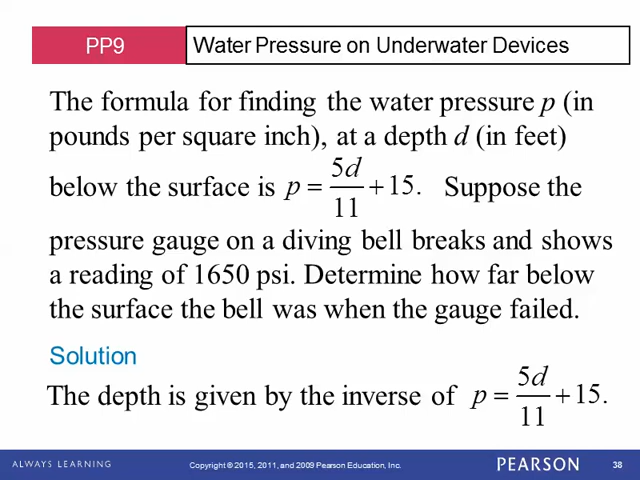 PP9
Water Pressure on Underwater Devices
The formula for finding the water pressure p (in
pounds per square inch), at a depth d (in feet)
below the surface is p = 5d/11 + 15. Suppose the
pressure gauge on a diving bell breaks and shows
a reading of 1650 psi. Determine how far below
the surface the bell was when the gauge failed.
Solution
The depth is given by the inverse of p = 5d/11 + 15.
ALWAYS LEARNING
Copyright © 2015, 2011, and 2009 Pearson Education, Inc.
PEARSON
38